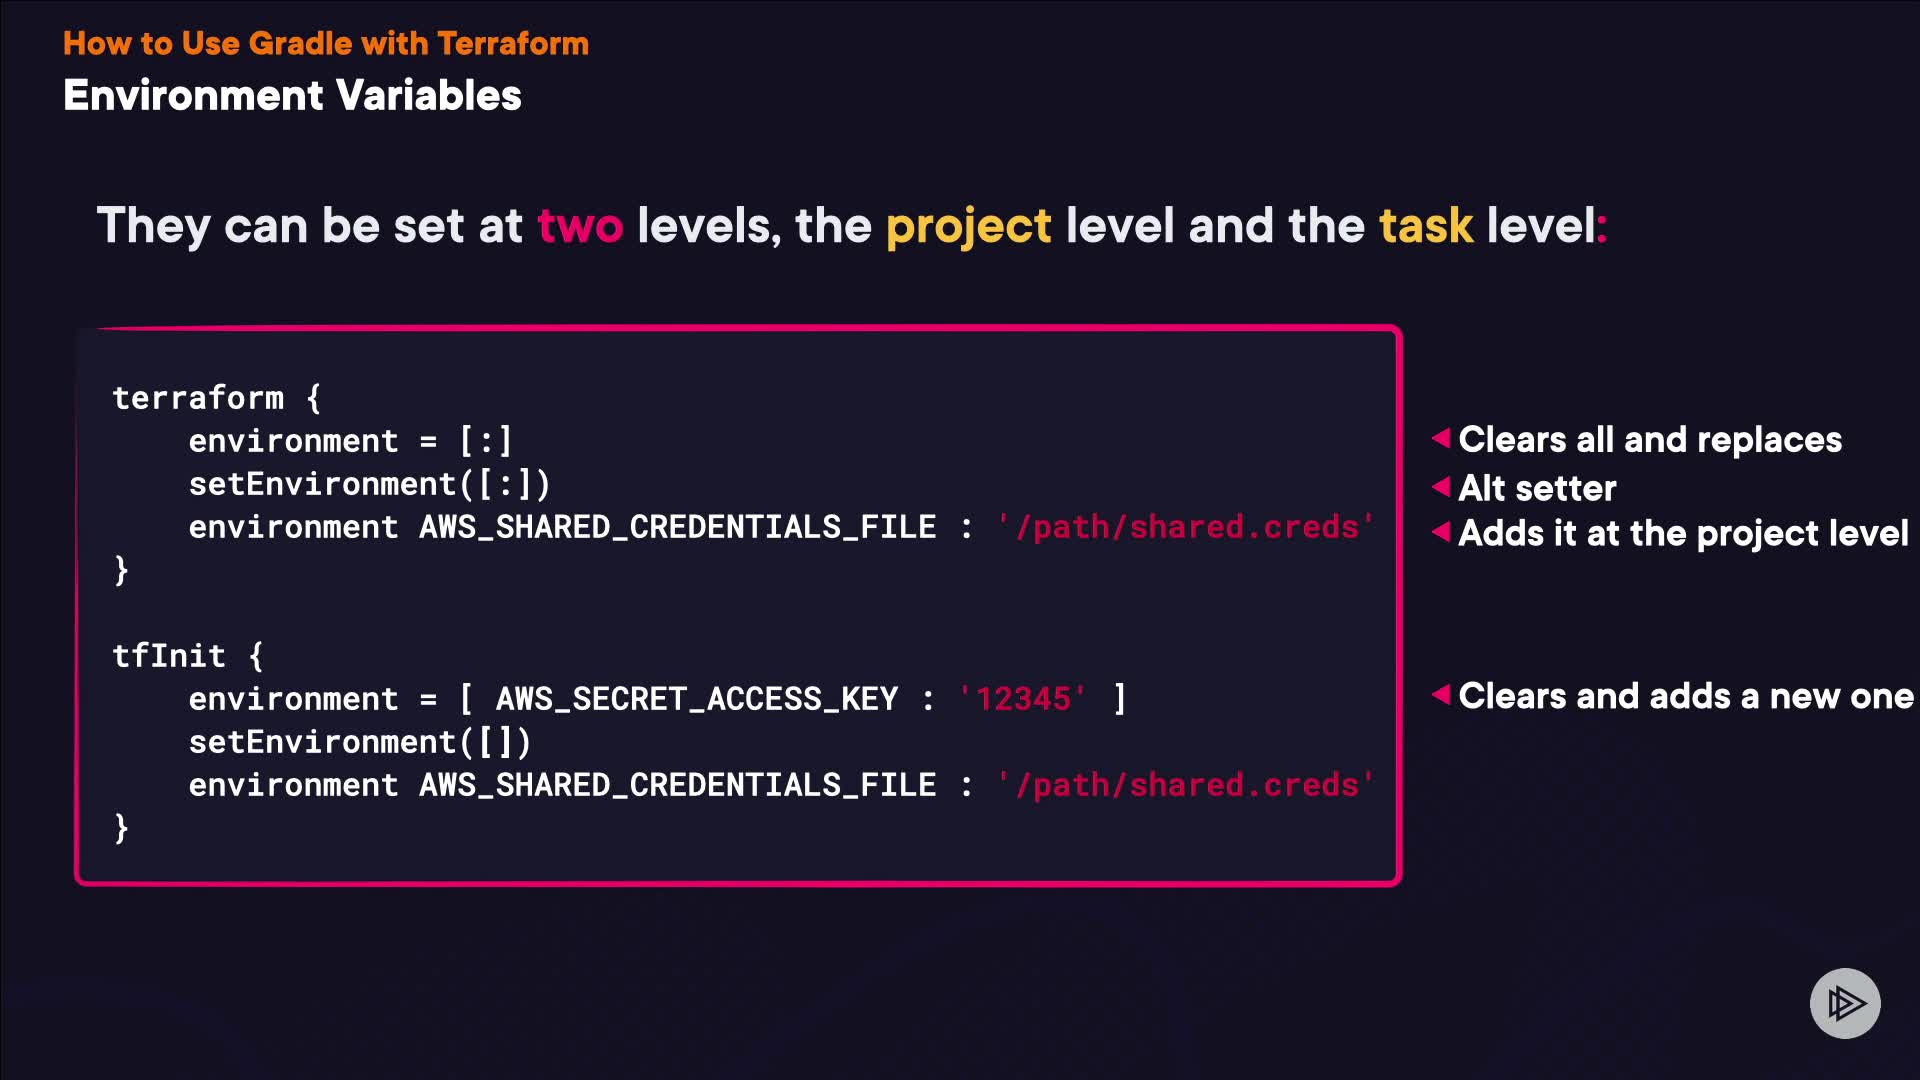 How to Use Gradle with Terraform
Environment Variables
They can be set at two levels, the project level and the task level:
terraform {
environment = [:]
setEnvironment([:])
environment AWS_SHARED_CREDENTIALS_FILE : '/path/shared.creds'
}
Clears all and replaces
Alt setter
Adds it at the project level
tfInit {
environment = [ AWS_SECRET_ACCESS_KEY : '12345' ]
setEnvironment([])
environment AWS_SHARED_CREDENTIALS_FILE : '/path/shared.creds'
}
Clears and adds a new one